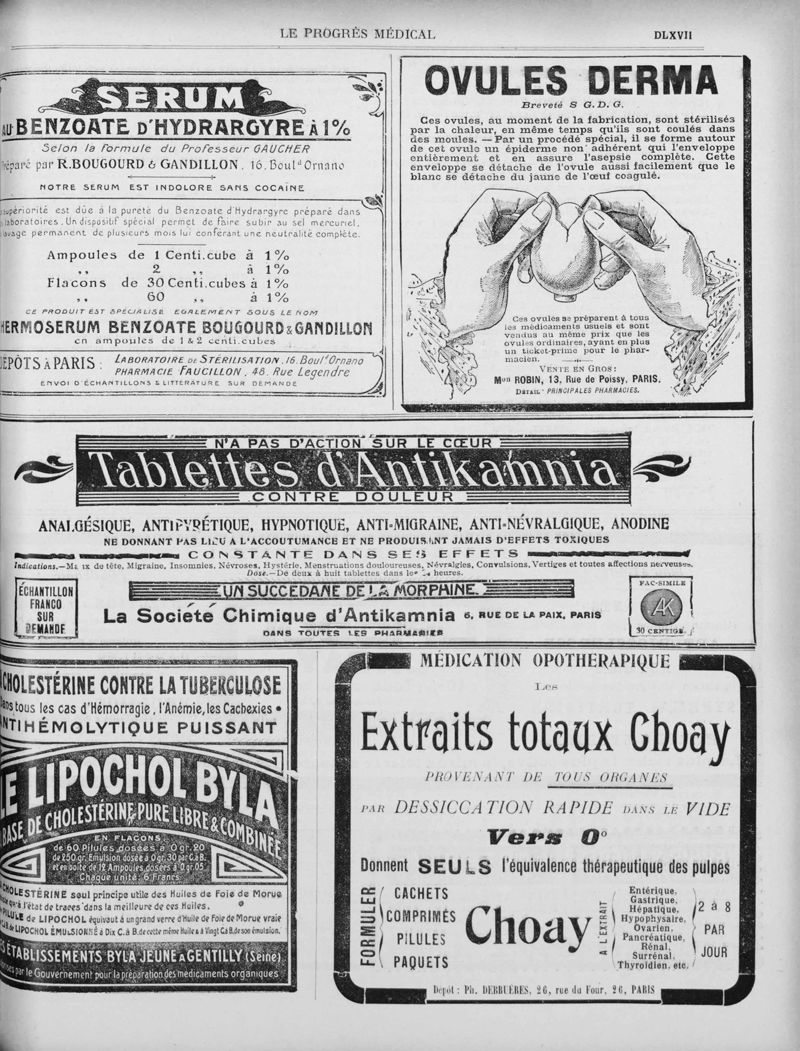 LE PROGRÈS MÉDICAL
DLXVII
SERUM
AU BENZOATE D'HYDRARGYRE À 1%
Selon la formule du Professeur GAUCHER
Préparé par R. BOUGOURD & GANDILLON, 16, Boul.d Ornano
NOTRE SERUM EST INDOLORE SANS COCAÏNE
supériorité est dûe à la pureté du Benzoate d'Hydrargyre préparé dans
laboratoires. Un dispositif spécial permet de faire subir au sel mercuriel,
lavage permanent de plusieurs mois lui conférant une neutralité complète.
Ampoules de 1 Centi.cube à 1%
,, 2 ,, à 1%
Flacons de 30 Centi.cubes à 1%
,, 60 ,, à 1%
CE PRODUIT EST SPÉCIALISÉ EGALEMENT SOUS LE NOM
HERMOSERUM BENZOATE BOUGOURD & GANDILLON
en ampoules de 1 & 2 centi.cubes
DÉPÔTS À PARIS : LABORATOIRE DE STÉRILISATION, 16, Boul.d Ornano
PHARMACIE FAUCILLON, 48, Rue Legendre
ENVOI D'ÉCHANTILLONS & LITTERATURE SUR DEMANDE
OVULES DERMA
Breveté S G. D. G.
Ces ovules, au moment de la fabrication, sont stérilisés
par la chaleur, en même temps qu'ils sont coulés dans
des moules. — Par un procédé spécial, il se forme autour
de cet ovule un épiderme non adhérent qui l'enveloppe
entièrement et en assure l'asepsie complète. Cette
enveloppe se détache de l'ovule aussi facilement que le
blanc se détache du jaune de l'œuf coagulé.
Ces ovules se préparent à tous
les médicaments usuels et sont
vendus au même prix que les
ovules ordinaires, ayant en plus
un ticket-prime pour le phar-
macien.
VENTE EN GROS:
Mon ROBIN, 13, Rue de Poissy, PARIS.
DÉTAIL : PRINCIPALES PHARMACIES.
N'A PAS D'ACTION SUR LE CŒUR
Tablettes d'Antikamnia
CONTRE DOULEUR
ANALGÉSIQUE, ANTIPYRÉTIQUE, HYPNOTIQUE, ANTI-MIGRAINE, ANTI-NÉVRALGIQUE, ANODINE
NE DONNANT PAS LIEU A L'ACCOUTUMANCE ET NE PRODUISANT JAMAIS D'EFFETS TOXIQUES
CONSTANTE DANS SES EFFETS
Indications.—Maux de tête, Migraine, Insomnies, Névroses, Hystérie, Menstruations douloureuses, Névralgies, Convulsions, Vertiges et toutes affections nerveuses.
Dose.—De deux à huit tablettes dans les 24 heures.
ÉCHANTILLON
FRANCO
SUR
DEMANDE
UN SUCCEDANE DE LA MORPHINE.
La Société Chimique d'Antikamnia 5, RUE DE LA PAIX, PARIS
DANS TOUTES LES PHARMACIES
FAC-SIMILE
AK
30 CENTIGR.
CHOLESTÉRINE CONTRE LA TUBERCULOSE
Dans tous les cas d'Hémorragie, l'Anémie, les Cachexies •
ANTIHÉMOLYTIQUE PUISSANT
LE LIPOCHOL BYLA
BASE DE CHOLESTÉRINE PURE LIBRE & COMBINÉE
EN FLACONS
de 60 Pilules dosées à 0 gr. 20
de 250 gr. Emulsion dosée à 0 gr. 30 par C. à B.
et en boîte de 12 Ampoules dosées à 0 gr. 05
Chaque unité : 6 Francs
CHOLESTÉRINE seul principe utile des Huiles de Foie de Morue
qu'à l'état de traces dans la meilleure de ces Huiles.
PILULE de LIPOCHOL équivaut à un grand verre d'Huile de Foie de Morue vraie
C. à B. de LIPOCHOL ÉMULSIONNÉ à Dix C. à B. de cette même Huile & à Vingt C. à B. de son émulsion.
ÉTABLISSEMENTS BYLA JEUNE à GENTILLY (Seine)
par le Gouvernement pour la préparation des médicaments organiques
MÉDICATION OPOTHÉRAPIQUE
Les
Extraits totaux Choay
PROVENANT DE TOUS ORGANES
PAR DESSICCATION RAPIDE DANS LE VIDE
Vers 0°
Donnent SEULS l'équivalence thérapeutique des pulpes
FORMULER
CACHETS
COMPRIMÉS
PILULES
PAQUETS
Choay
A L'EXTRAIT
Entérique,
Gastrique,
Hépatique,
Hypophysaire,
Ovarien,
Pancréatique,
Rénal,
Surrénal,
Thyroïdien, etc.
2 à 8
PAR
JOUR
Dépôt : Ph. DEBRUÈRES, 26, rue du Four, 26, PARIS